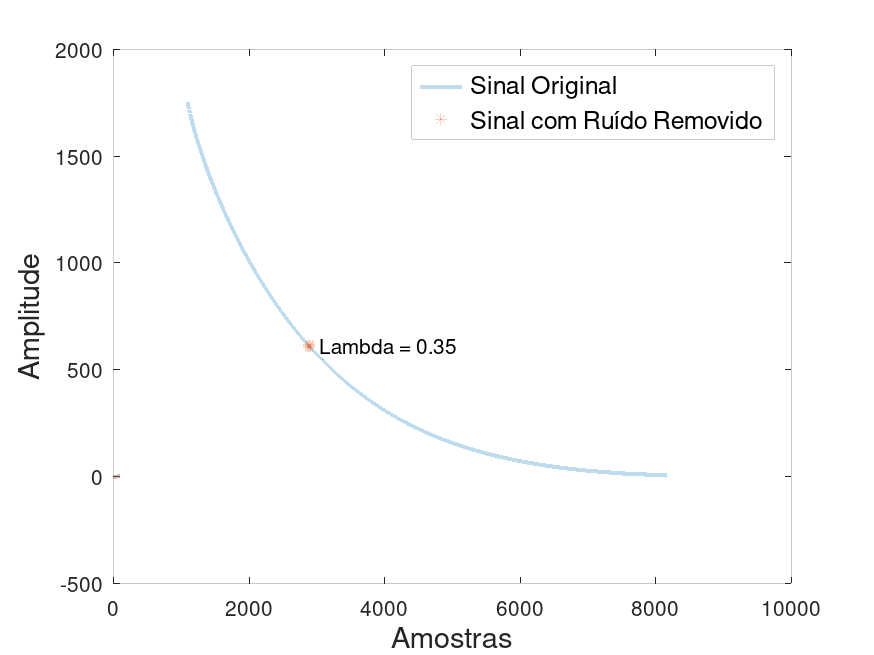 2000
Sinal Original
Sinal com Ruído Removido
1500
1000
Amplitude
Lambda = 0.35
500
0
-500
0 2000 4000 6000 8000 10000
Amostras